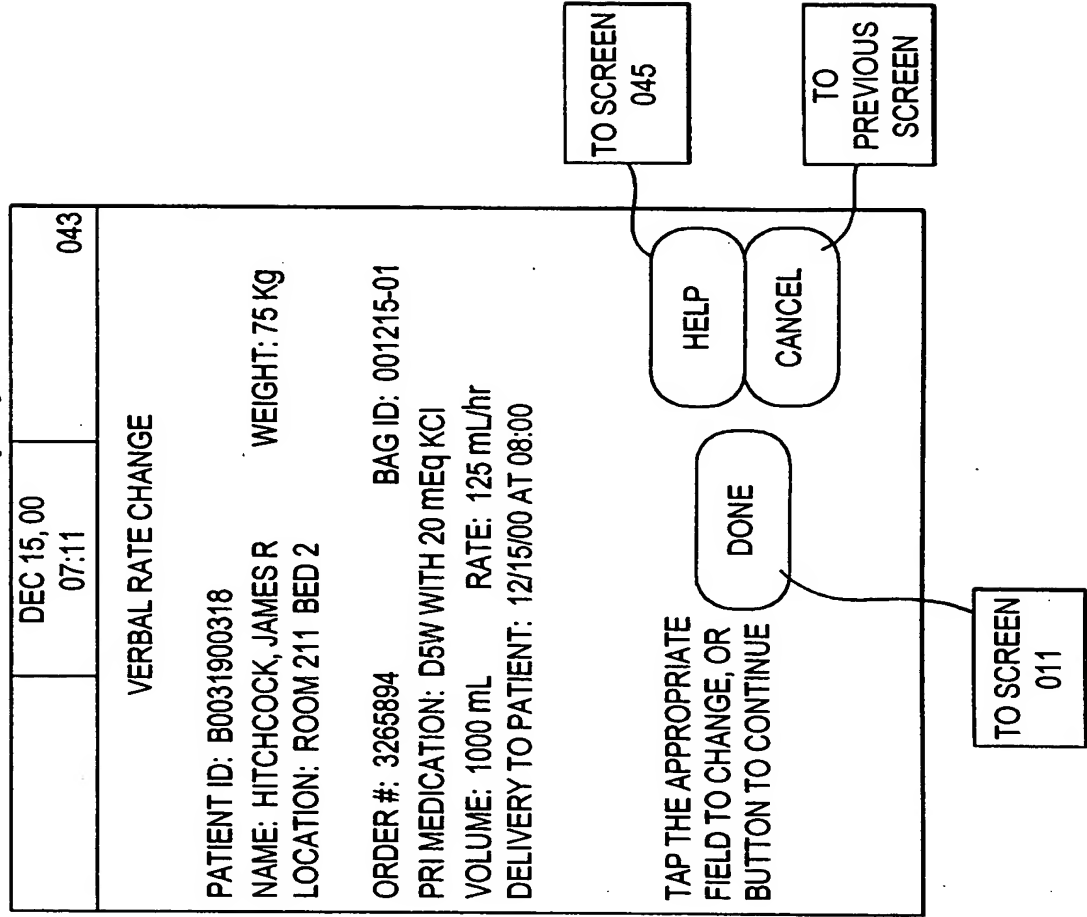 DEC 15, 00
07:11
043
VERBAL RATE CHANGE
PATIENT ID: B0031900318
NAME: HITCHCOCK, JAMES R WEIGHT: 75 Kg
LOCATION: ROOM 211 BED 2
ORDER #: 3265894 BAG ID: 001215-01
PRI MEDICATION: D5W WITH 20 mEq KCl
VOLUME: 1000 mL RATE: 125 mL/hr
DELIVERY TO PATIENT: 12/15/00 AT 08:00
TAP THE APPROPRIATE
FIELD TO CHANGE, OR
BUTTON TO CONTINUE
DONE
HELP
CANCEL
TO SCREEN
011
TO SCREEN
045
TO
PREVIOUS
SCREEN